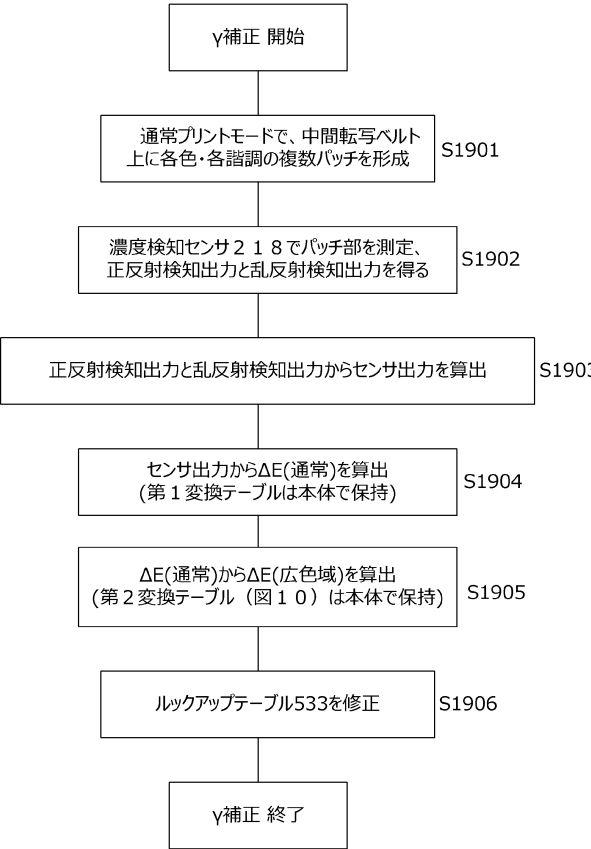 γ補正 開始
通常プリントモードで、中間転写ベルト
上に各色・各諧調の複数パッチを形成
S1901
濃度検知センサ２１８でパッチ部を測定、
正反射検知出力と乱反射検知出力を得る
S1902
正反射検知出力と乱反射検知出力からセンサ出力を算出
S1903
センサ出力からΔE(通常)を算出
(第１変換テーブルは本体で保持)
S1904
ΔE(通常)からΔE(広色域)を算出
(第２変換テーブル（図１０）は本体で保持)
S1905
ルックアップテーブル533を修正
S1906
γ補正 終了